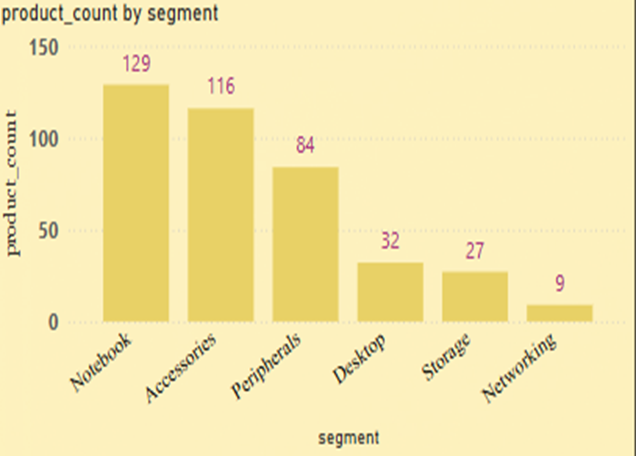 product_count by segment
150
129
116
100
84
50
32
27
9
0
product_count
Notebook
Accessories
Peripherals
Desktop
Storage
Networking
segment